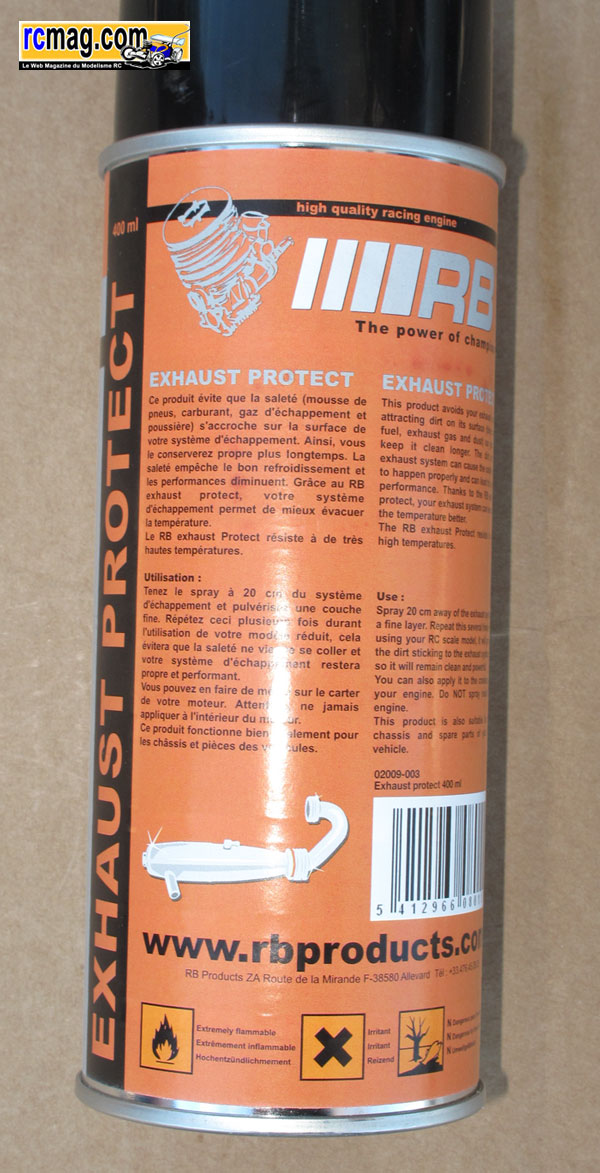 rcmag.com
Le Web Magazine du Modelisme RC
EXHAUST PROTECT
400 ml
high quality racing engine
RB
The power of
EXHAUST PROTECT
Ce produit évite que la saleté (mousse de
pneus, carburant, gaz d'échappement et
poussière) s'accroche sur la surface de
votre système d'échappement. Ainsi, vous
le conserverez propre plus longtemps. La
saleté empêche le bon refroidissement et
les performances diminuent. Grâce au RB
exhaust protect, votre système
d'échappement permet de mieux évacuer
la température.
Le RB exhaust Protect résiste à de très
hautes températures.
Utilisation :
Tenez le spray à 20 cm du système
d'échappement et pulvérisez une couche
fine. Répétez ceci plusieurs fois durant
l'utilisation de votre modèle réduit, cela
évitera que la saleté ne vienne se coller et
votre système d'échappement restera
propre et performant.
Vous pouvez en faire de même sur le carter
de votre moteur. Attention ne jamais
appliquer à l'intérieur du moteur.
Ce produit fonctionne bien également pour
les châssis et pièces des véhicules.
EXHAUST
This product avoids your
attracting dirt on its surface
fuel, exhaust gas and
keep it clean longer. The
exhaust system can cause the
to happen properly and can
performance. Thanks to the
protect, your exhaust system
the temperature better.
The RB exhaust Protect
high temperatures.
Use :
Spray 20 cm away of the exhaust
a fine layer. Repeat this several
using your RC scale model, it
the dirt sticking to the exhaust
so it will remain clean and
You can also apply it to the
your engine. Do NOT spray
engine.
This product is also suitable
chassis and spare parts of
vehicle.
02009-003
Exhaust protect 400 ml
5 412966
www.rbproducts.com
RB Products ZA Route de la Mirande F-38580 Allevard Tél :
Extremely flammable
Extrêmement inflammable
Hochentzündlichmement
Irritant
Irritant
Reizend
N
N
N